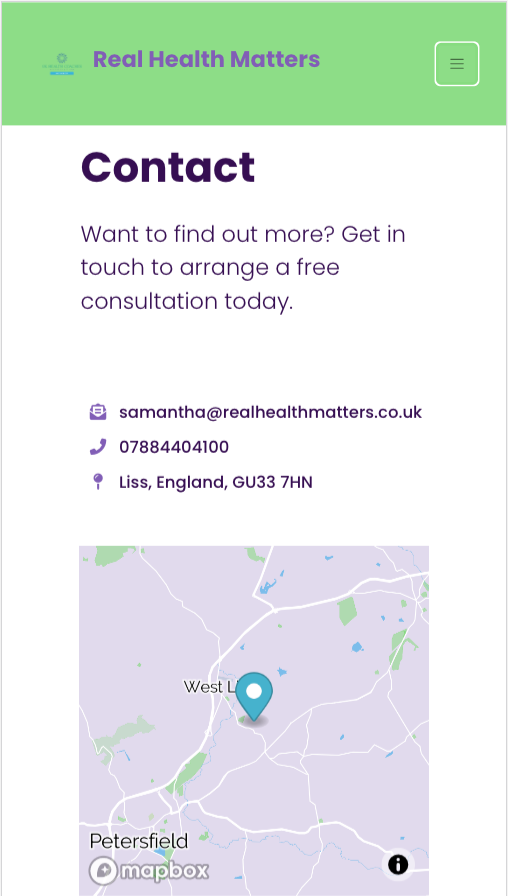 Real Health Matters
Contact
Want to find out more? Get in
touch to arrange a free
consultation today.
samantha@realhealthmatters.co.uk
07884404100
Liss, England, GU33 7HN
West
Petersfield
mapbox